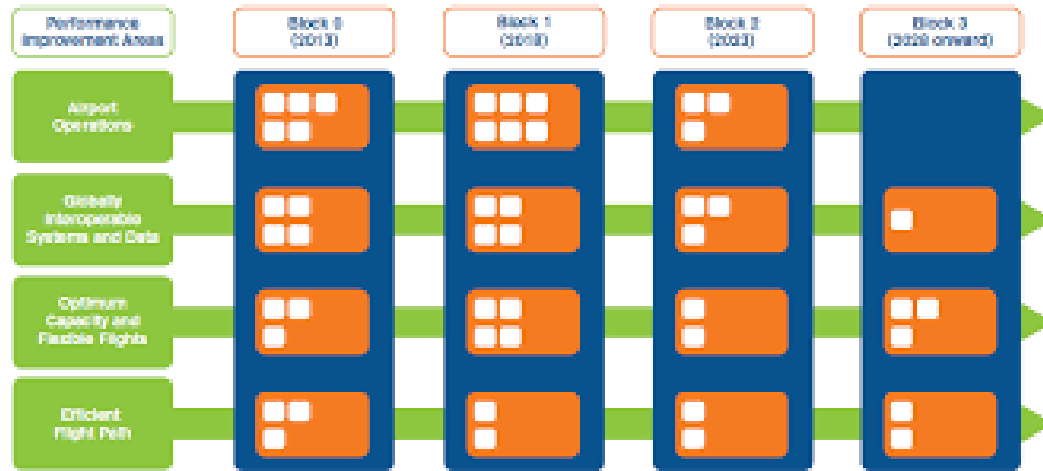 Performance
Improvement Areas
Block 0
(2013)
Block 1
(2018)
Block 2
(2023)
Block 3
(2028 onward)
Airport
Operations
Globally
Interoperable
Systems and Data
Optimum
Capacity and
Flexible Flights
Efficient
Flight Path